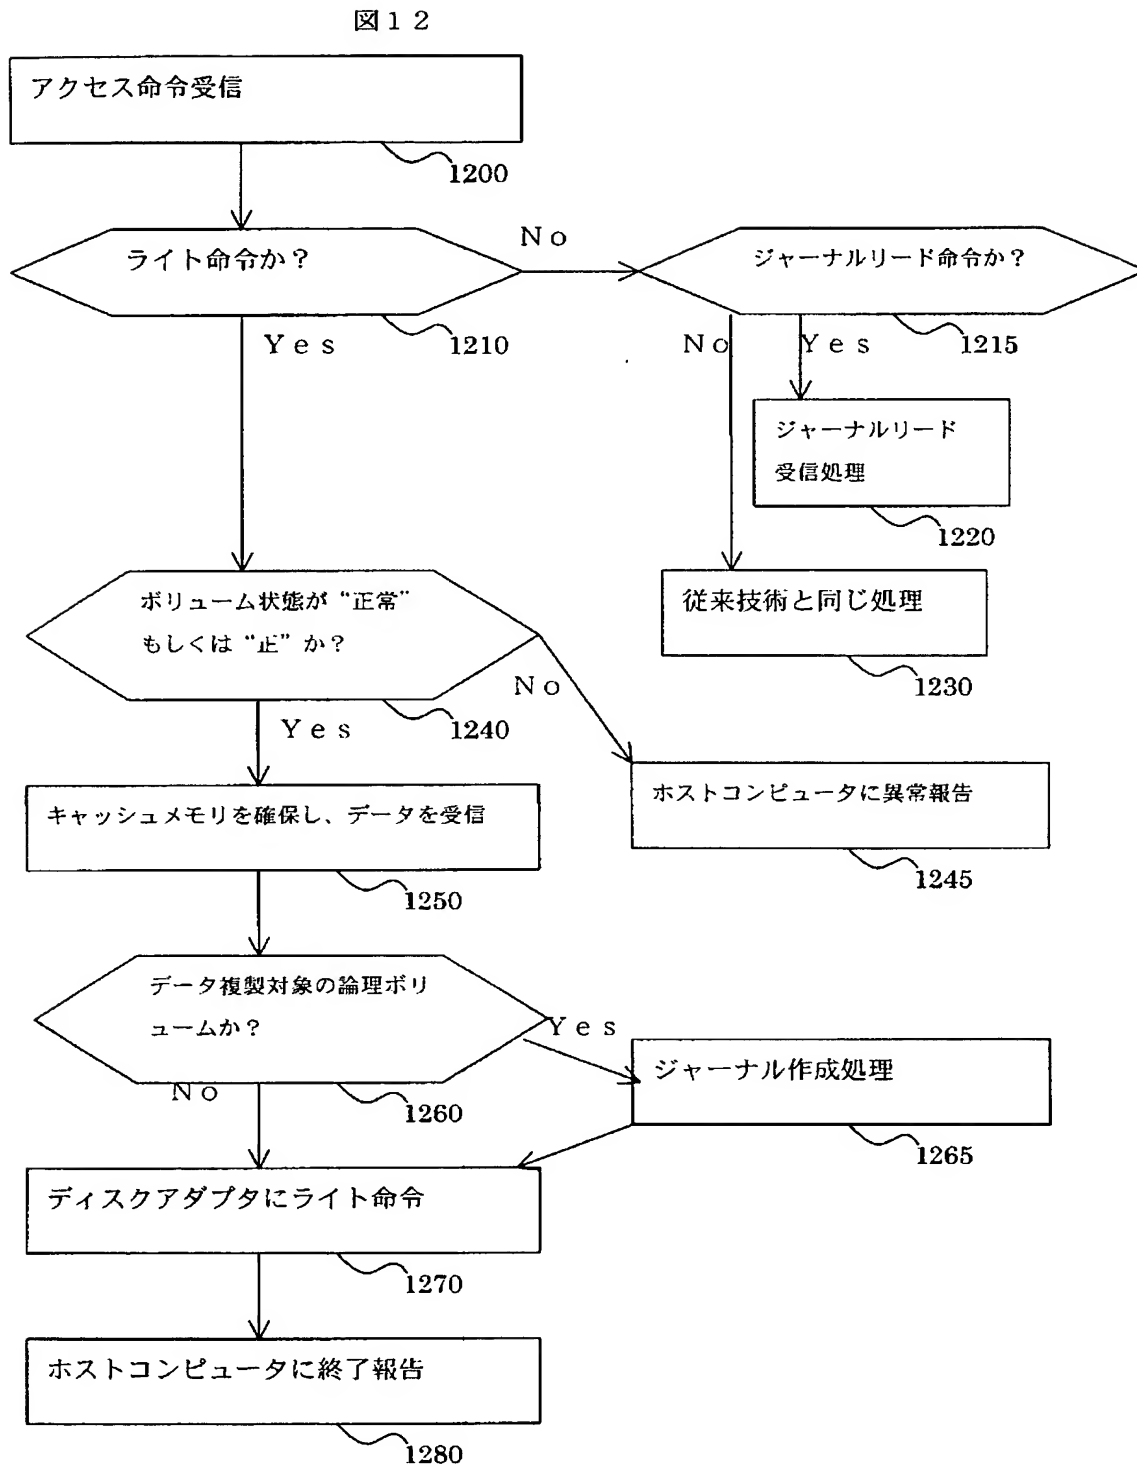 図１２
アクセス命令受信
1200
ライト命令か？
No
ジャーナルリード命令か？
1210
Yes
No
Yes
1215
ジャーナルリード
受信処理
1220
従来技術と同じ処理
1230
ボリューム状態が“正常”
もしくは“正”か？
No
1240
Yes
ホストコンピュータに異常報告
1245
キャッシュメモリを確保し、データを受信
1250
データ複製対象の論理ボリ
ュームか？
Yes
No
1260
ジャーナル作成処理
1265
ディスクアダプタにライト命令
1270
ホストコンピュータに終了報告
1280